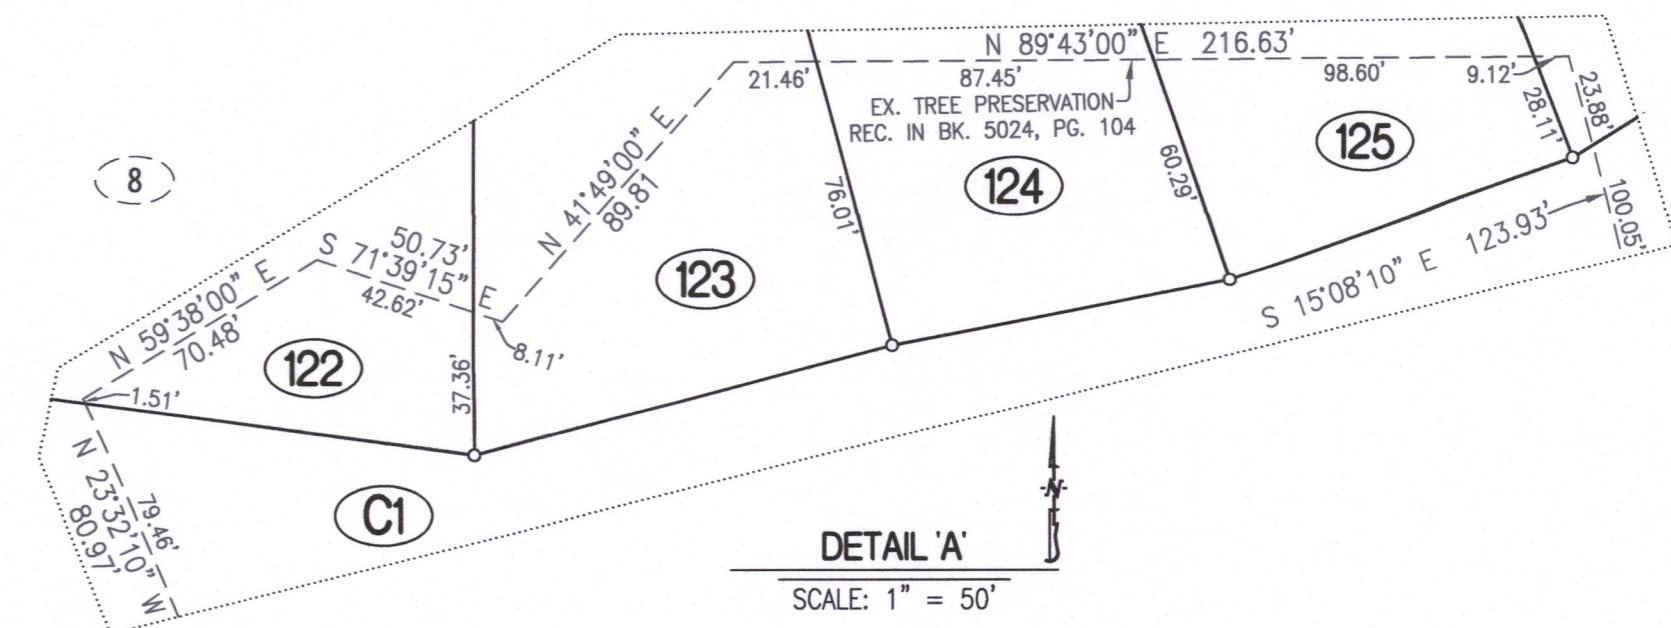 N 89°43'00" E 216.63'
21.46'
87.45'
98.60'
9.12'
23.88'
28.11'
EX. TREE PRESERVATION
REC. IN BK. 5024, PG. 104
125
124
60.29'
76.01'
8
N 41°49'00" E
89.81
50.73'
S 71°39'15" E
42.62'
123
100.05'
S 15°08'10" E 123.93'
N 59°38'00" E
70.48'
122
8.11'
37.36'
1.51'
N 23°32'10" W
79.46'
80.97'
C1
N
DETAIL 'A'
SCALE: 1" = 50'